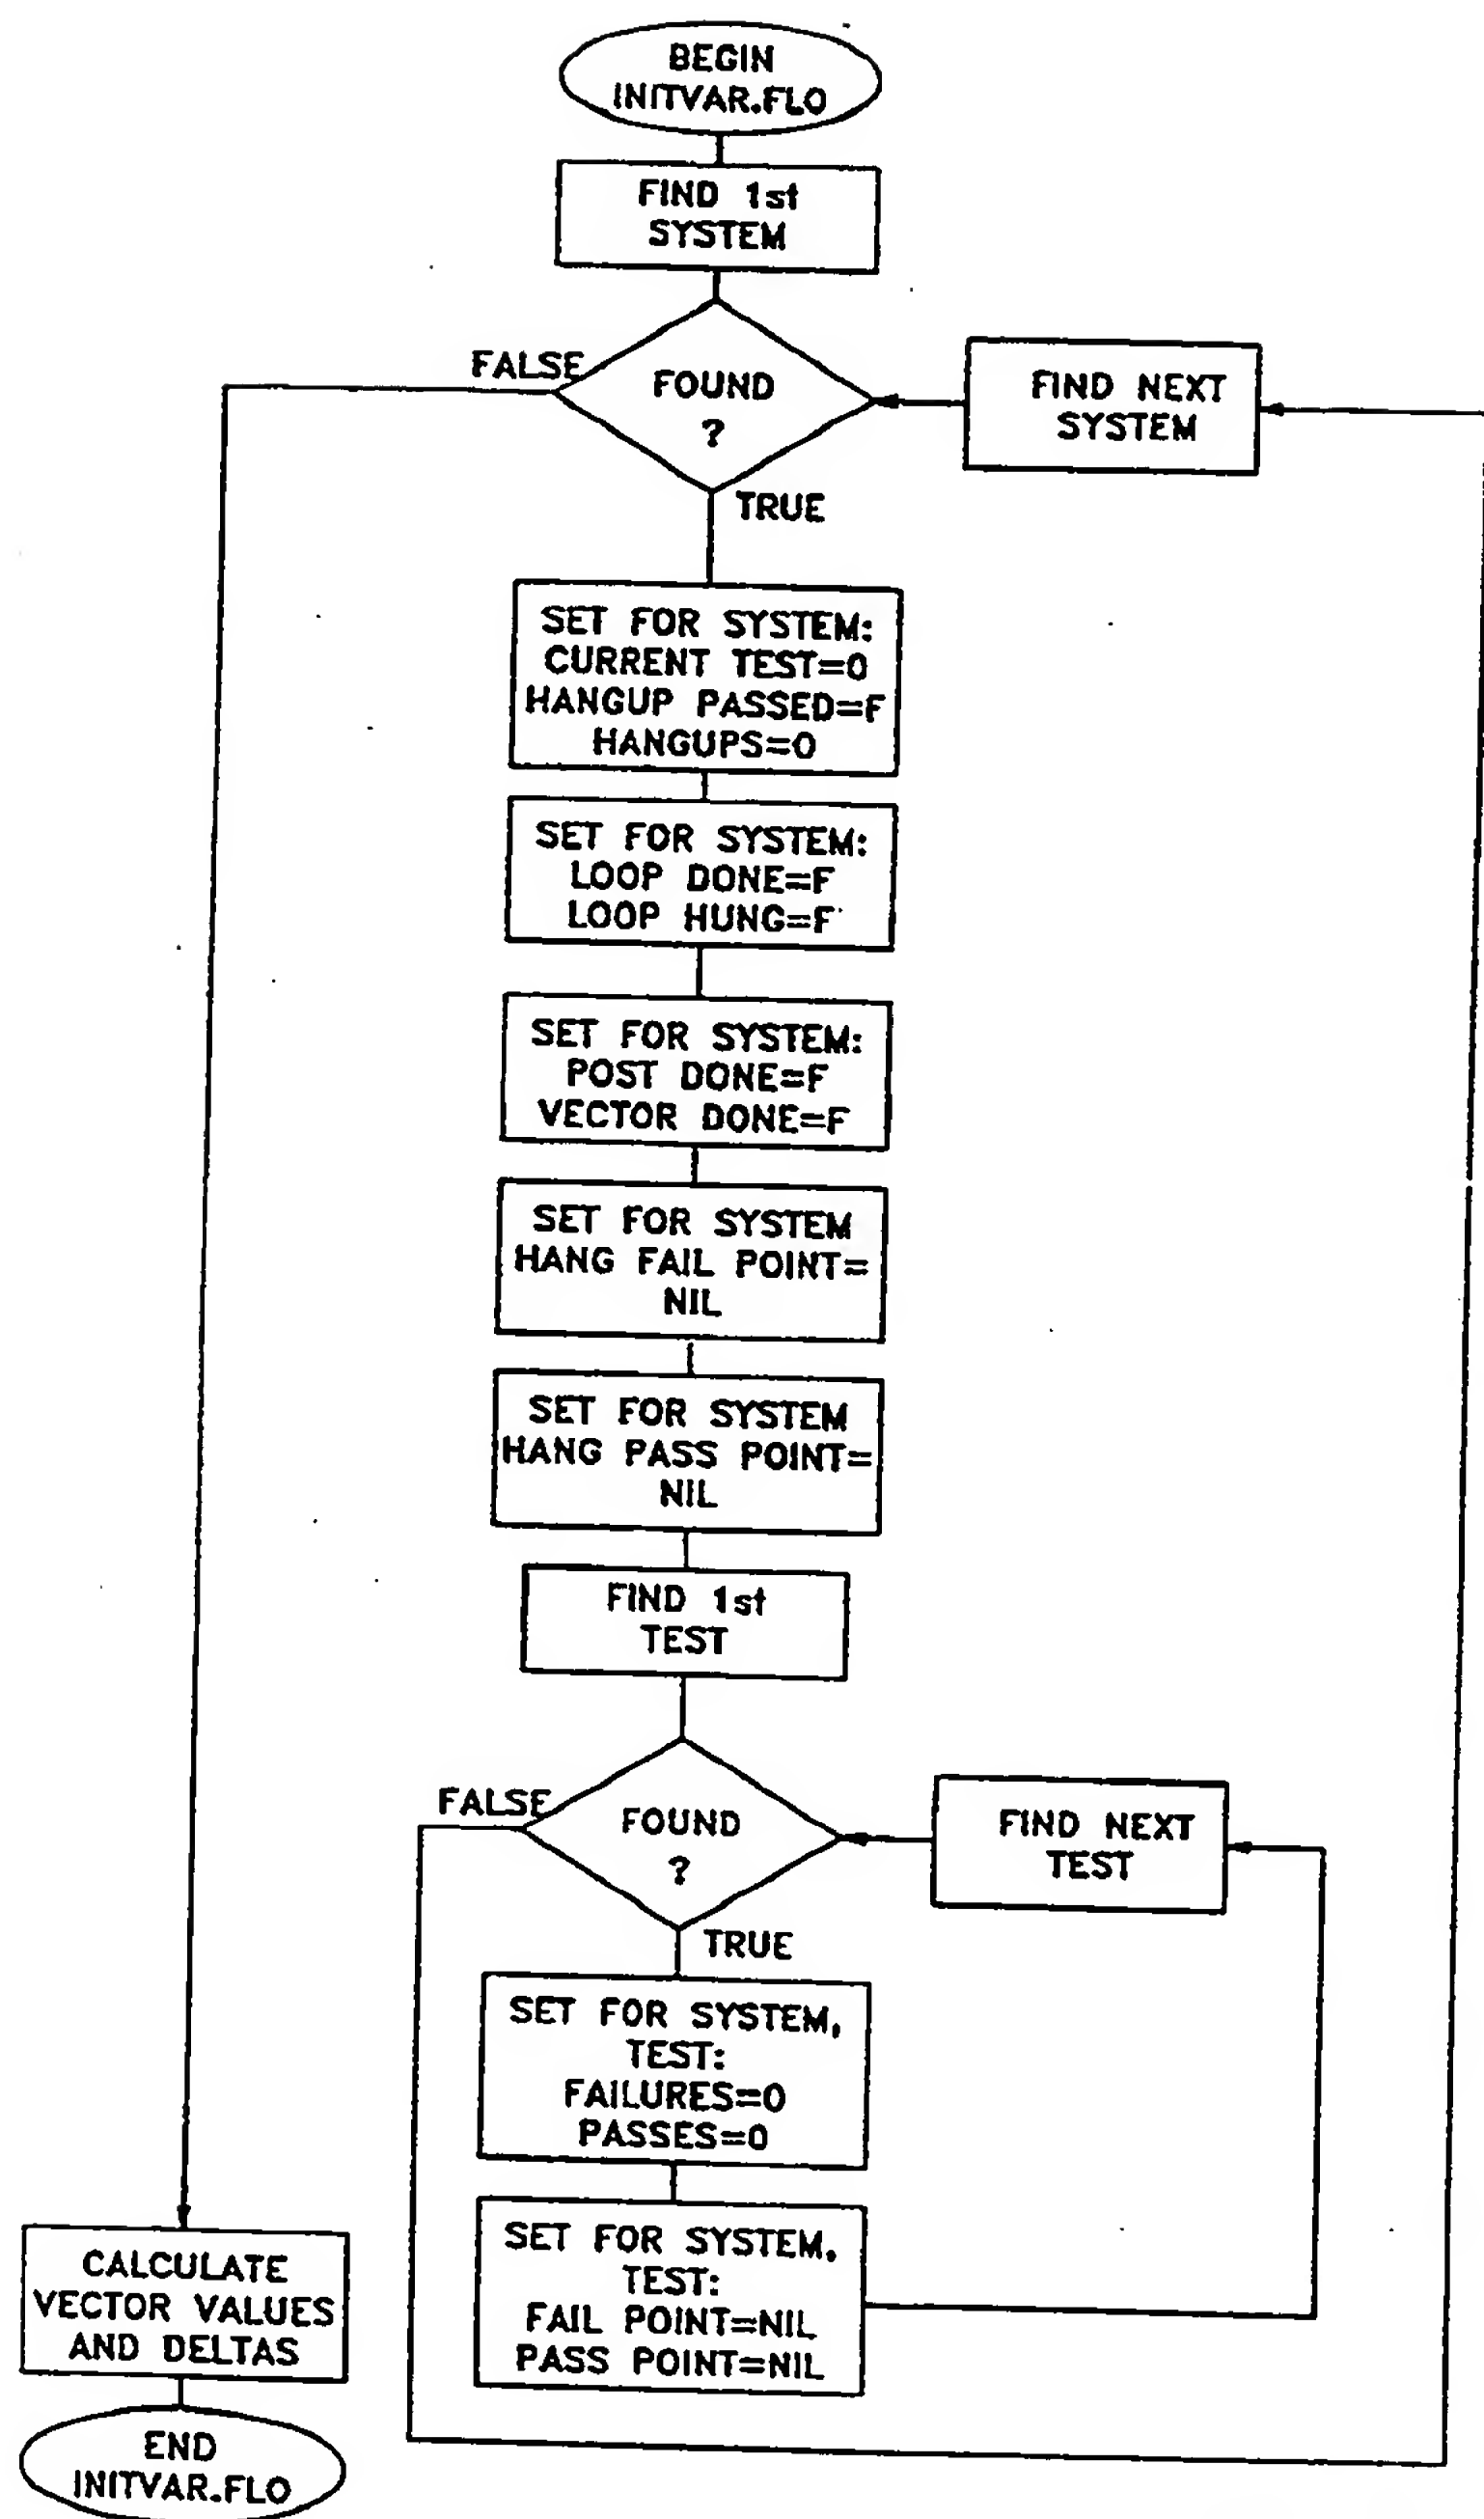 BEGIN
INITVAR.FLO
FIND 1st
SYSTEM
FALSE
FOUND
?
FIND NEXT
SYSTEM
TRUE
SET FOR SYSTEM:
CURRENT TEST=0
HANGUP PASSED=F
HANGUPS=0
SET FOR SYSTEM:
LOOP DONE=F
LOOP HUNG=F
SET FOR SYSTEM:
POST DONE=F
VECTOR DONE=F
SET FOR SYSTEM
HANG FAIL POINT=
NIL
SET FOR SYSTEM
HANG PASS POINT=
NIL
FIND 1st
TEST
FALSE
FOUND
?
FIND NEXT
TEST
TRUE
SET FOR SYSTEM,
TEST:
FAILURES=0
PASSES=0
SET FOR SYSTEM,
TEST:
FAIL POINT=NIL
PASS POINT=NIL
CALCULATE
VECTOR VALUES
AND DELTAS
END
INITVAR.FLO